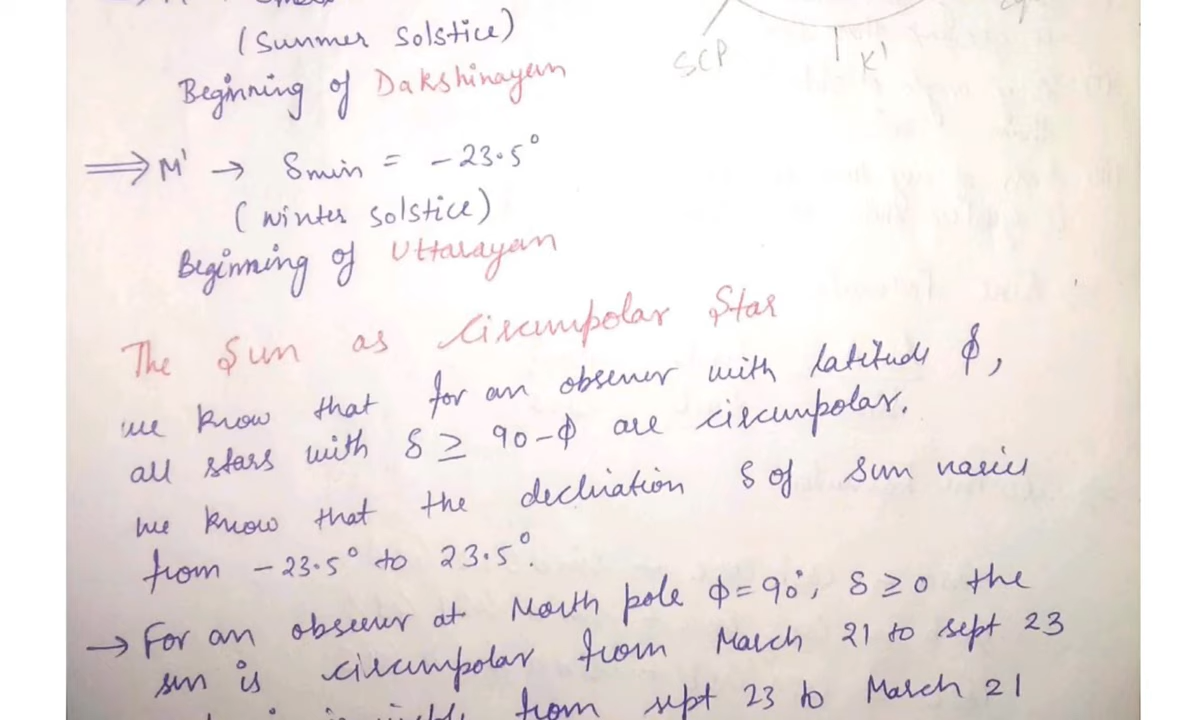 (Summer Solstice)
Beginning of Dakshinayan
SCP
K'
⟹ M' → δmin = -23.5°
(winter solstice)
Beginning of Uttarayan
The Sun as Circumpolar Star
we know that for an observer with latitude ϕ,
all stars with δ ≥ 90-ϕ are circumpolar.
we know that the declination δ of Sun varies
from -23.5° to 23.5°.
→ For an observer at North pole ϕ=90°, δ ≥ 0 the
sun is circumpolar from March 21 to sept 23
from sept 23 to March 21